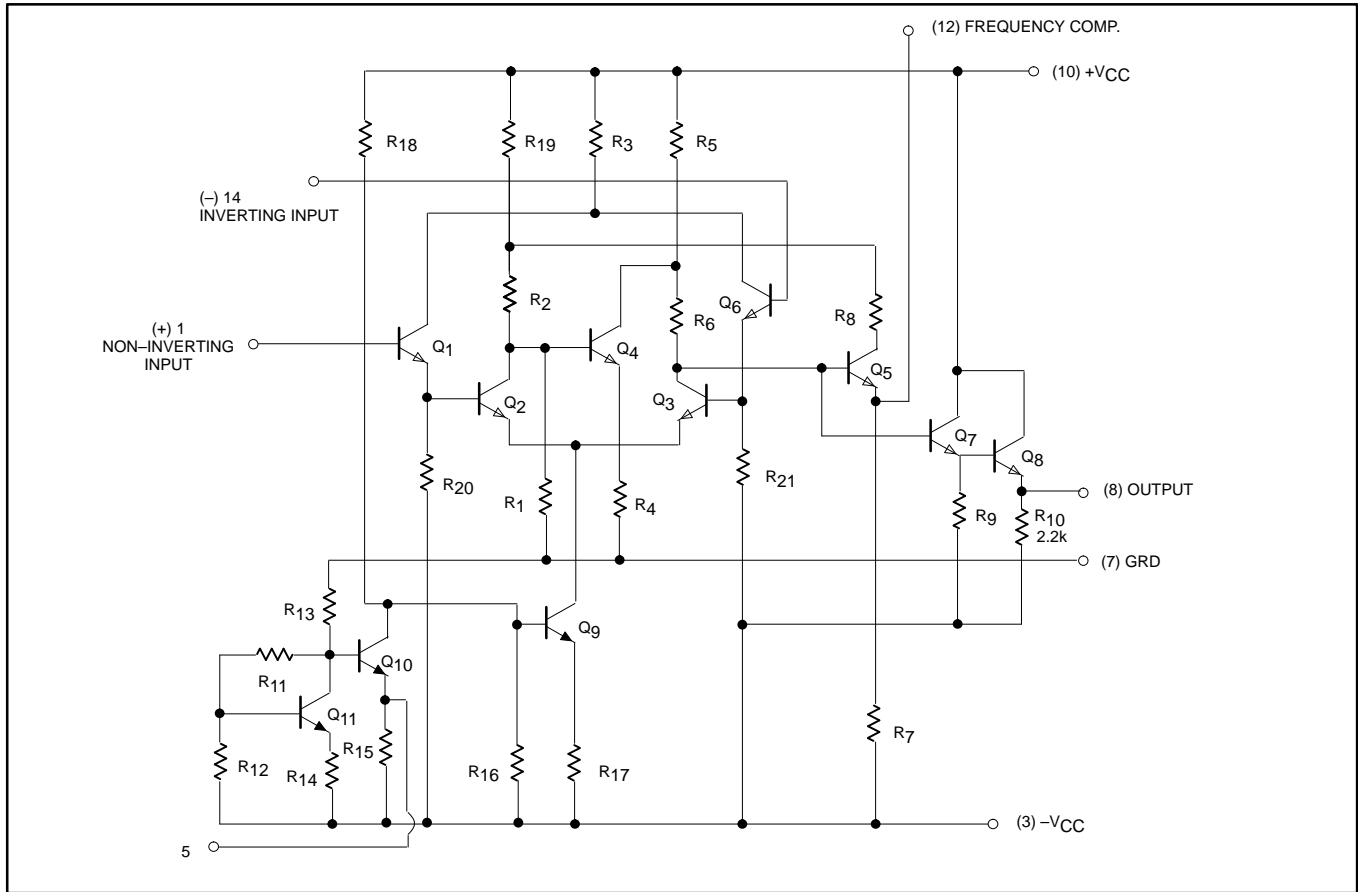 (12) FREQUENCY COMP.
(10) +VCC
R18
R19
R3
R5
(–) 14
INVERTING INPUT
R2
R6
Q6
R8
(+) 1
NON–INVERTING
INPUT
Q1
Q4
Q5
Q2
Q3
Q7
Q8
R20
R1
R4
R21
R9
R10
2.2k
(8) OUTPUT
(7) GRD
R13
Q9
Q10
R11
Q11
R12
R14
R15
R16
R17
R7
(3) –VCC
5